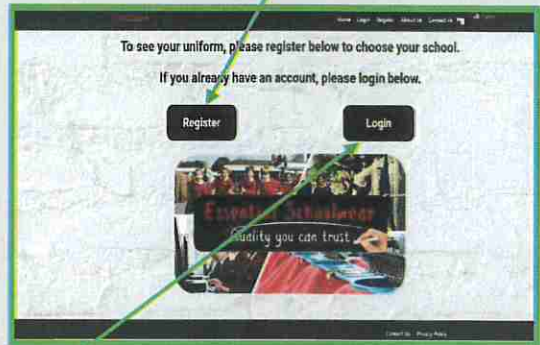 Home Login Register About Us Contact Us
To see your uniform, please register below to choose your school.
If you already have an account, please login below.
Register
Login
Essential Schoolwear
Quality you can trust
Contact Us Privacy Policy